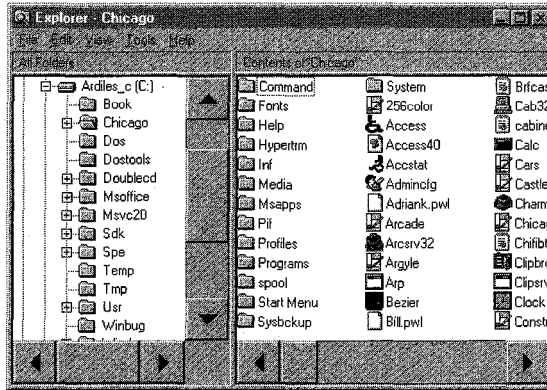 Explorer - Chicago
File Edit View Tools Help
All Folders
Contents of 'Chicago'
Ardiles_c (C:)
Book
Chicago
Dos
Dostools
Doublecd
Msoffice
Msvc20
Sdk
Spe
Temp
Tmp
Usr
Winbug
Command
Fonts
Help
Hypertrm
Inf
Media
Msapps
Pif
Profiles
Programs
spool
Start Menu
Sysbckup
System
256color
Access
Access40
Accstat
Admincfg
Adriank.pwl
Arcade
Arcsrv32
Argyle
Arp
Bezier
Bill.pwl
Brfcas
Cab32
cabine
Calc
Cars
Castle
Charm
Chicag
Chifibt
Clipbro
Clipsrv
Clock
Constr